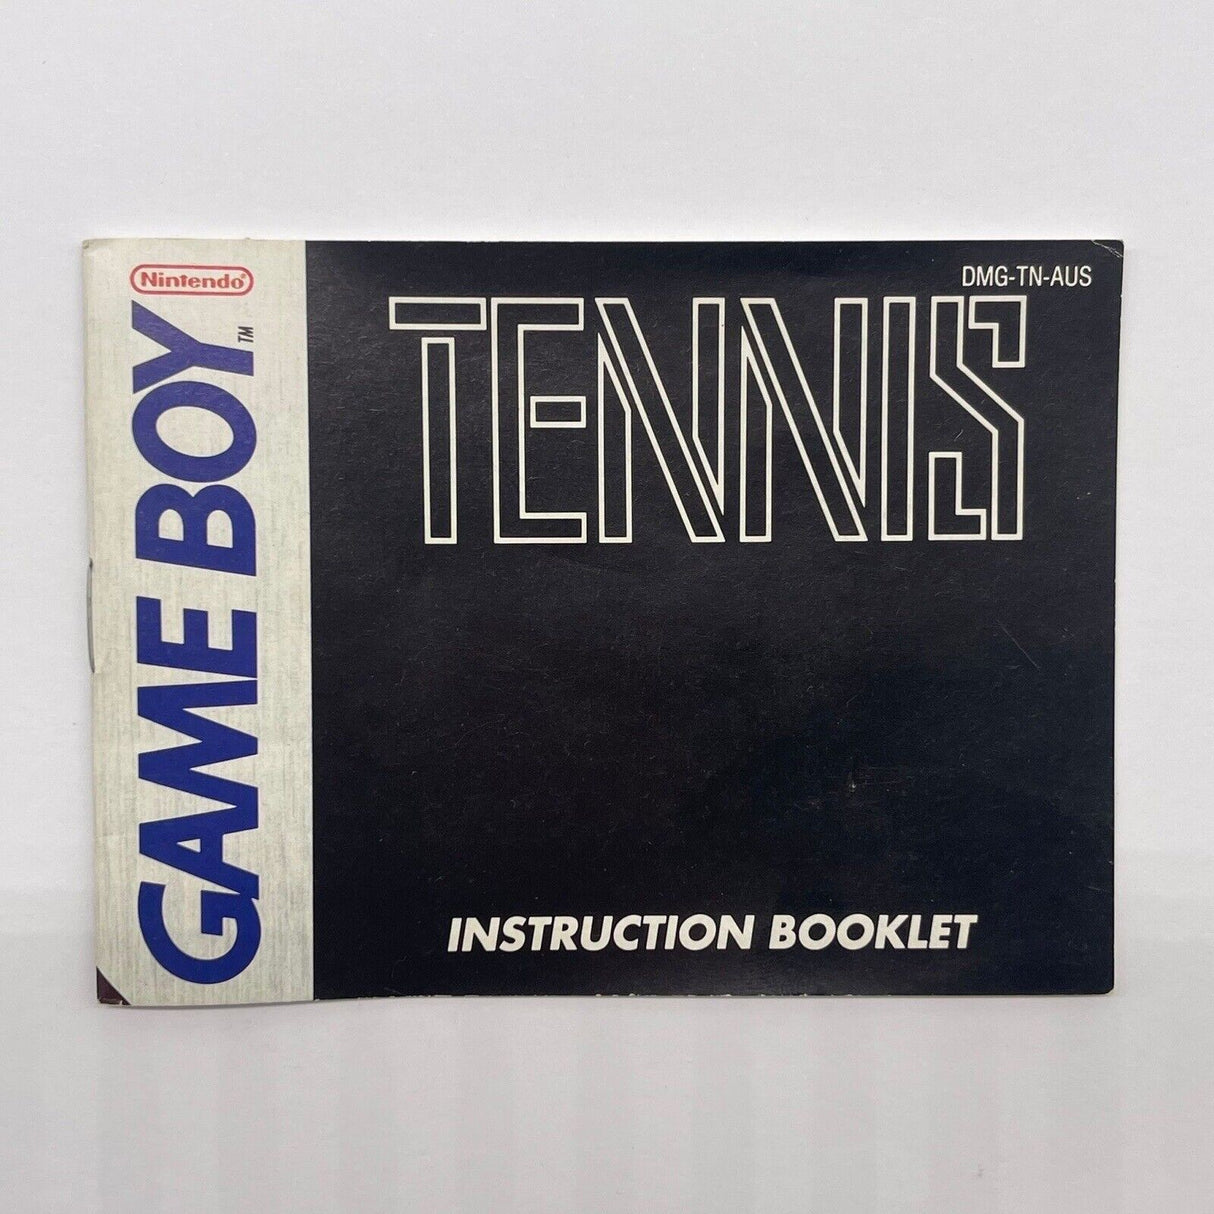 Nintendo®
GAME BOY™
DMG-TN-AUS
TENNIS
INSTRUCTION BOOKLET